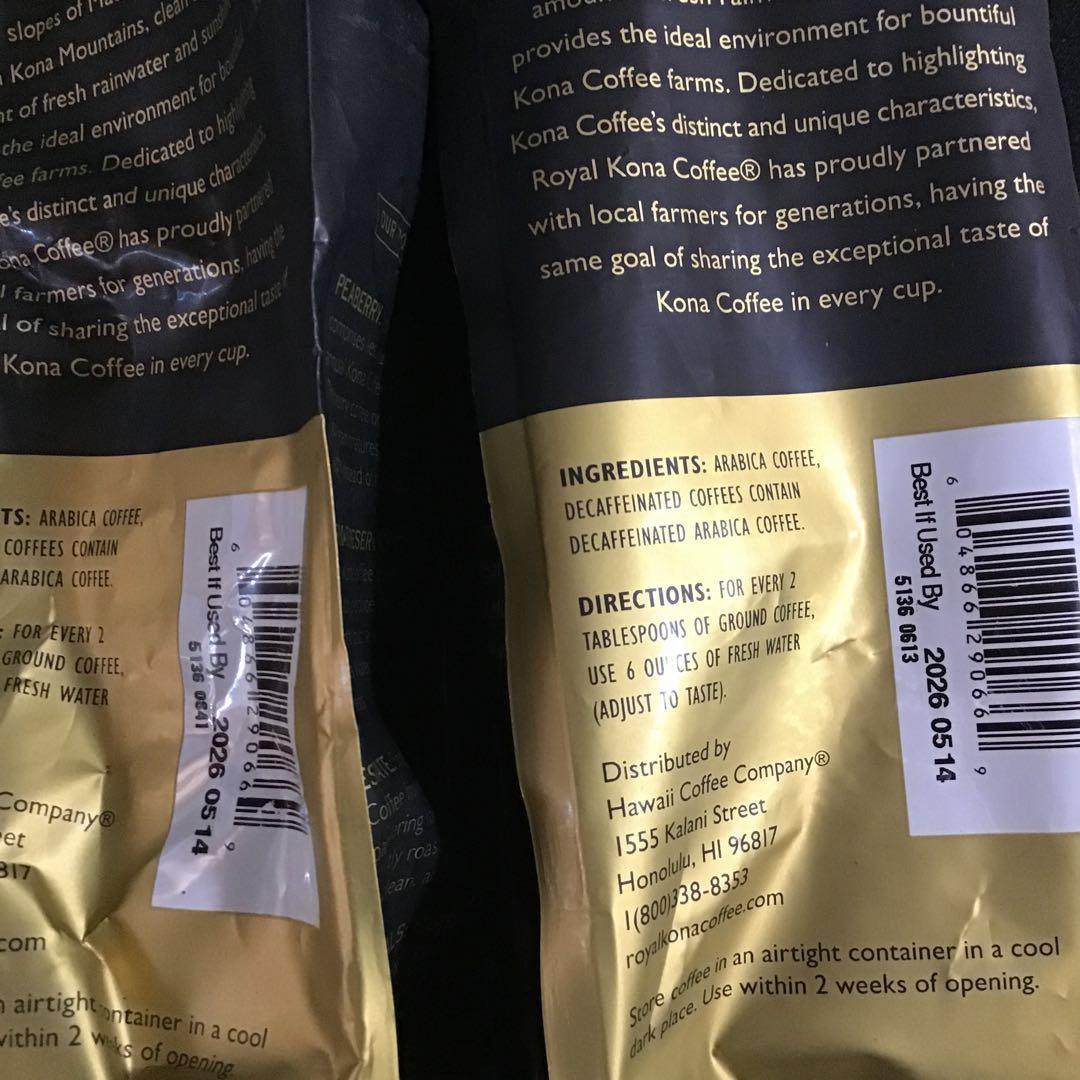 slopes of
Kona Mountains, clean
of fresh rainwater and
the ideal environment for
farms. Dedicated to highlighting
distinct and unique characteristics,
Coffee® has proudly partnered
farmers for generations, having the
of sharing the exceptional taste of
Kona Coffee in every cup.
TS: ARABICA COFFEE,
COFFEES CONTAIN
ARABICA COFFEE.
: FOR EVERY 2
GROUND COFFEE,
FRESH WATER
Company®
817
com
airtight container in a cool
within 2 weeks of opening.
Best If Used By 2026 05 14
5136 0641
6 04866129066 9
PEABERRY
provides the ideal environment for bountiful
Kona Coffee farms. Dedicated to highlighting
Kona Coffee's distinct and unique characteristics,
Royal Kona Coffee® has proudly partnered
with local farmers for generations, having the
same goal of sharing the exceptional taste of
Kona Coffee in every cup.
INGREDIENTS: ARABICA COFFEE,
DECAFFEINATED COFFEES CONTAIN
DECAFFEINATED ARABICA COFFEE.
DIRECTIONS: FOR EVERY 2
TABLESPOONS OF GROUND COFFEE,
USE 6 OUNCES OF FRESH WATER
(ADJUST TO TASTE).
Distributed by
Hawaii Coffee Company®
1555 Kalani Street
Honolulu, HI 96817
1(800)338-8353
royalkonacoffee.com
Store coffee in an airtight container in a cool
dark place. Use within 2 weeks of opening.
Best If Used By 2026 05 14
5136 0613
6 04866129066 9